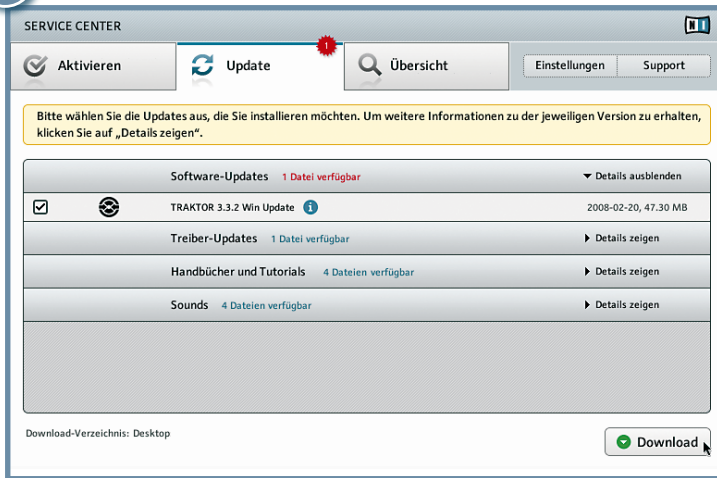 SERVICE CENTER
NI
Aktivieren
Update
1
Übersicht
Einstellungen
Support
Bitte wählen Sie die Updates aus, die Sie installieren möchten. Um weitere Informationen zu der jeweiligen Version zu erhalten,
klicken Sie auf „Details zeigen“.
Software-Updates 1 Datei verfügbar Details ausblenden
TRAKTOR 3.3.2 Win Update i 2008-02-20, 47.30 MB
Treiber-Updates 1 Datei verfügbar Details zeigen
Handbücher und Tutorials 4 Dateien verfügbar Details zeigen
Sounds 4 Dateien verfügbar Details zeigen
Download-Verzeichnis: Desktop
Download